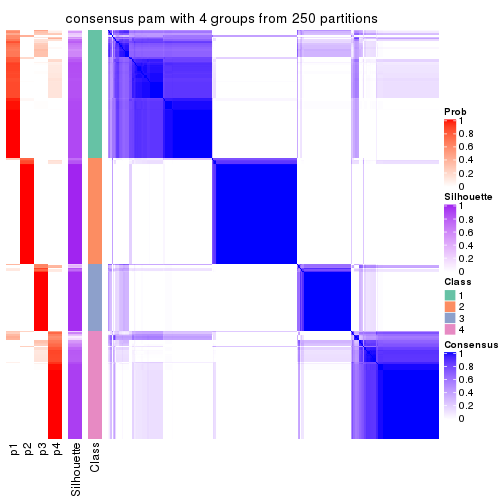 consensus pam with 4 groups from 250 partitions
Prob
1
0.8
0.6
0.4
0.2
0
Silhouette
1
0.8
0.6
0.4
0.2
0
Class
1
2
3
4
Consensus
1
0.8
0.6
0.4
0.2
0
p1
p2
p3
p4
Silhouette
Class